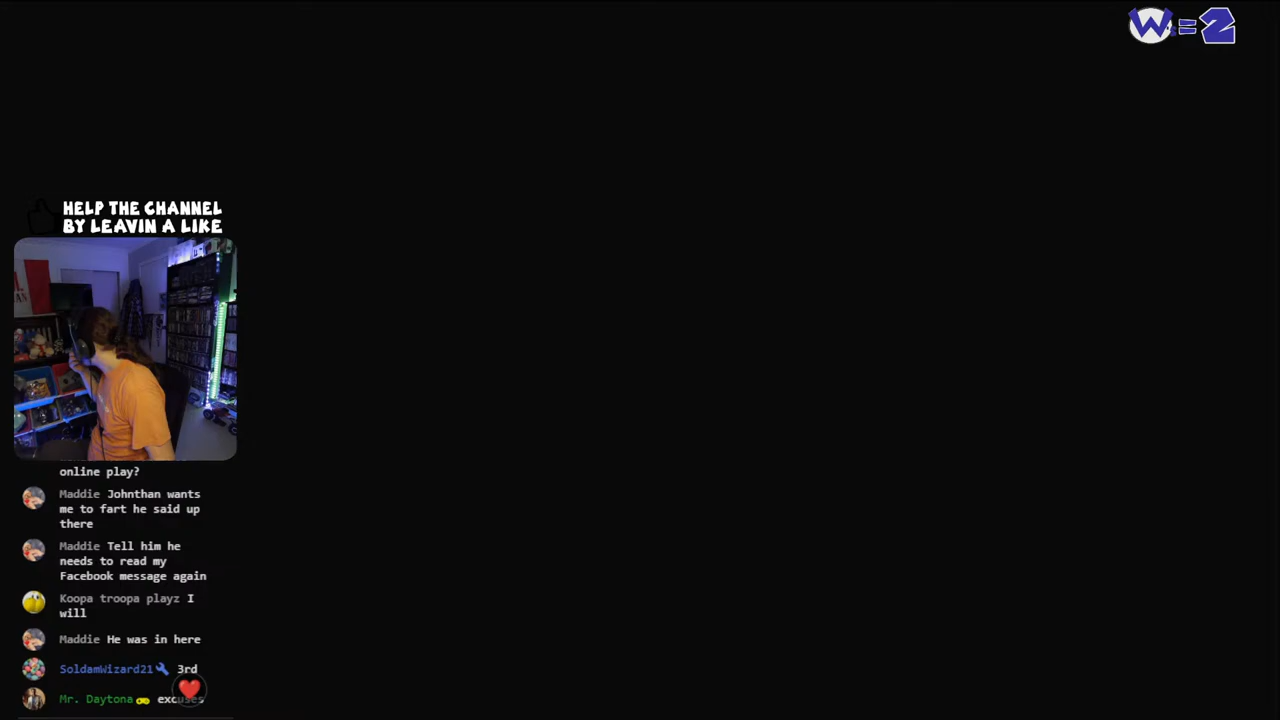 W=2
HELP THE CHANNEL
BY LEAVIN A LIKE
online play?
Maddie Johnthan wants
me to fart he said up
there
Maddie Tell him he
needs to read my
Facebook message again
Koopa troopa playz I
will
Maddie He was in here
SoldamWizard21 3rd
Mr. Daytona excuses